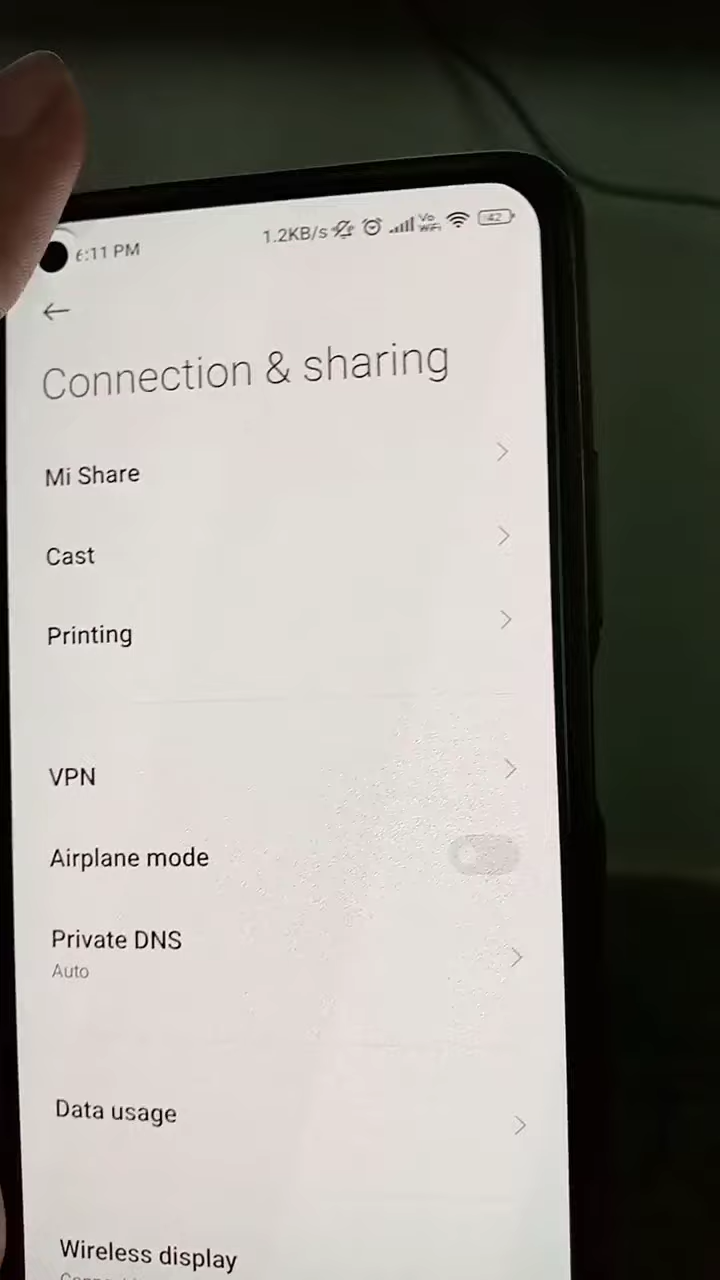 6:11 PM
1.2KB/s
Vo
WiFi
42
Connection & sharing
Mi Share
Cast
Printing
VPN
Airplane mode
Private DNS
Auto
Data usage
Wireless display